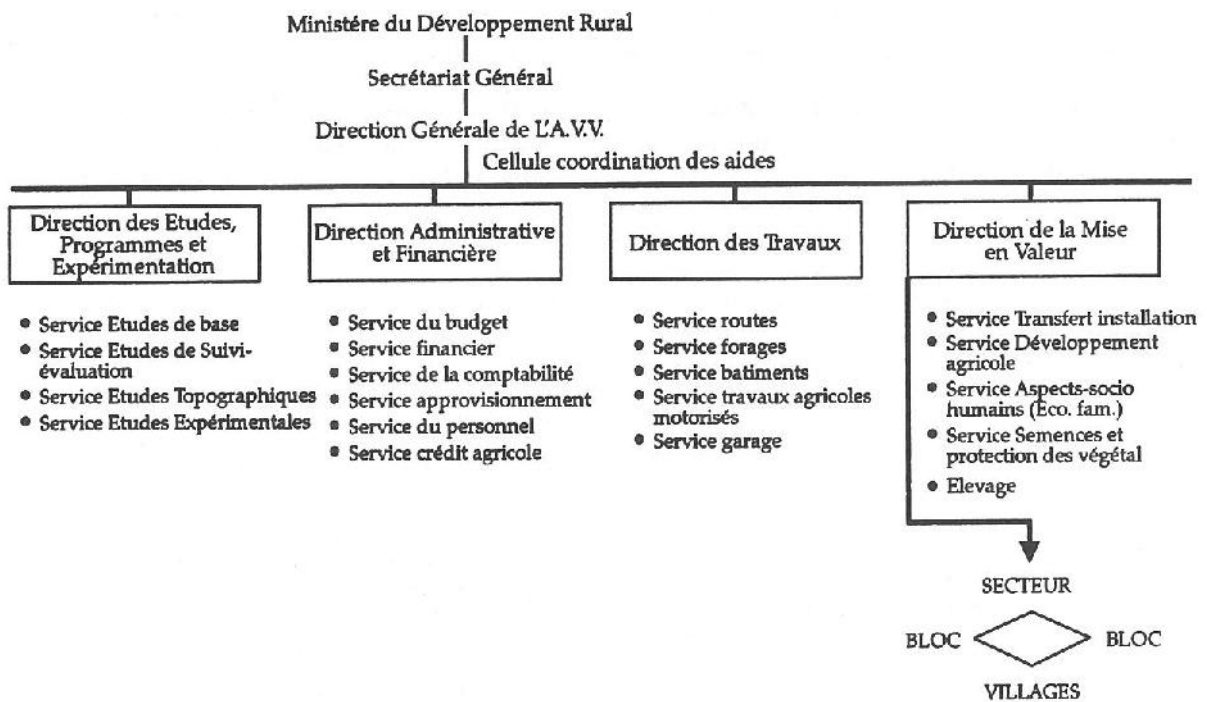 Ministére du Développement Rural
Secrétariat Général
Direction Générale de L'A.V.V.
Cellule coordination des aides
Direction des Etudes,
Programmes et
Expérimentation
• Service Etudes de base
• Service Etudes de Suivi-
évaluation
• Service Etudes Topographiques
• Service Etudes Expérimentales
Direction Administrative
et Financière
• Service du budget
• Service financier
• Service de la comptabilité
• Service approvisionnement
• Service du personnel
• Service crédit agricole
Direction des Travaux
• Service routes
• Service forages
• Service batiments
• Service travaux agricoles
motorisés
• Service garage
Direction de la Mise
en Valeur
• Service Transfert installation
• Service Développement
agricole
• Service Aspects-socio
humains (Eco. fam.)
• Service Semences et
protection des végétal
• Elevage
SECTEUR
BLOC BLOC
VILLAGES